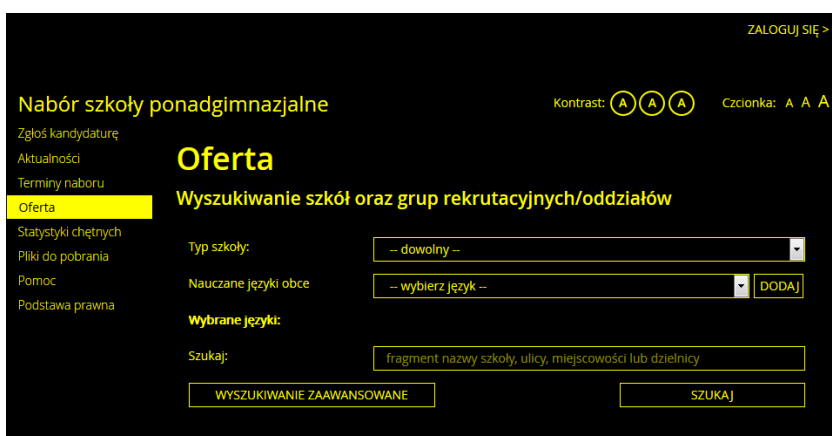 ZALOGUJ SIĘ >
Nabór szkoły ponadgimnazjalne
Kontrast: A A A Czcionka: A A A
Zgłoś kandydaturę
Aktualności
Terminy naboru
Oferta
Statystyki chętnych
Pliki do pobrania
Pomoc
Podstawa prawna
Oferta
Wyszukiwanie szkół oraz grup rekrutacyjnych/oddziałów
Typ szkoły: -- dowolny --
Nauczane języki obce -- wybierz język -- DODAJ
Wybrane języki:
Szukaj: fragment nazwy szkoły, ulicy, miejscowości lub dzielnicy
WYSZUKIWANIE ZAAWANSOWANE SZUKAJ